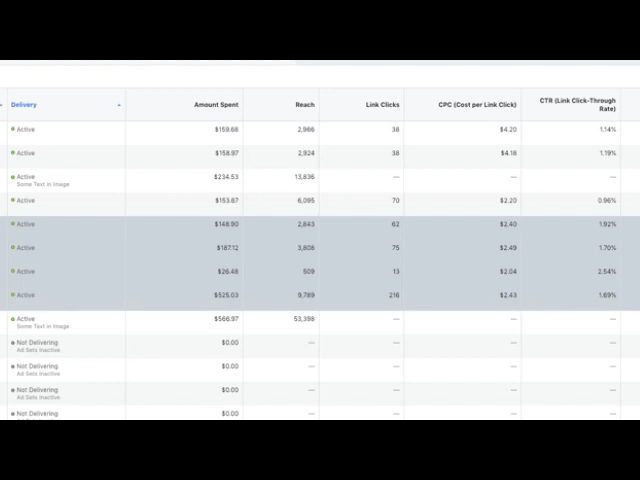 Delivery Amount Spent Reach Link Clicks CPC (Cost per Link Click) CTR (Link Click-Through Rate)
Active $159.68 2,966 38 $4.20 1.14%
Active $158.97 2,924 38 $4.18 1.19%
Active $234.53 13,836 — — —
Some Text in Image
Active $153.67 6,095 70 $2.20 0.96%
Active $148.90 2,843 62 $2.40 1.92%
Active $187.12 3,808 75 $2.49 1.70%
Active $26.48 509 13 $2.04 2.54%
Active $525.03 9,789 216 $2.43 1.69%
Active $566.97 53,398 — — —
Some Text in Image
Not Delivering $0.00 — — — —
Ad Sets Inactive
Not Delivering $0.00 — — — —
Ad Sets Inactive
Not Delivering $0.00 — — — —
Ad Sets Inactive
Not Delivering $0.00 — — — —